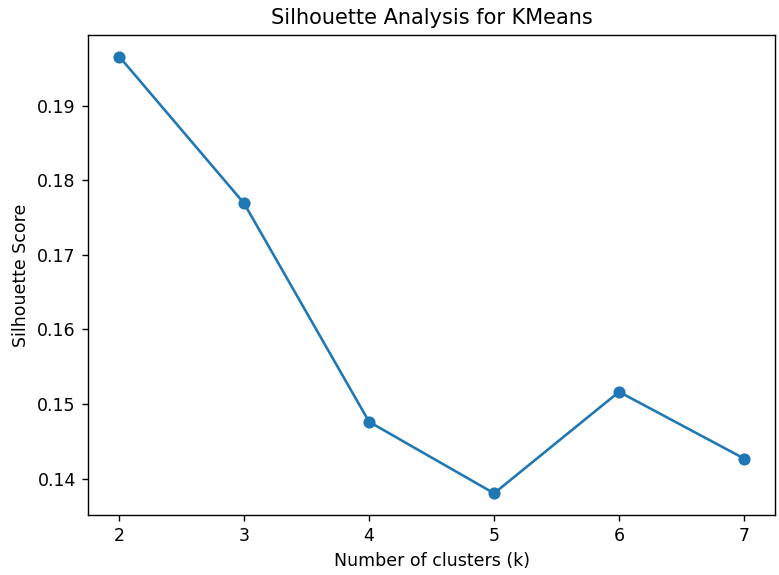 Silhouette Analysis for KMeans
Silhouette Score
0.19
0.18
0.17
0.16
0.15
0.14
2 3 4 5 6 7
Number of clusters (k)